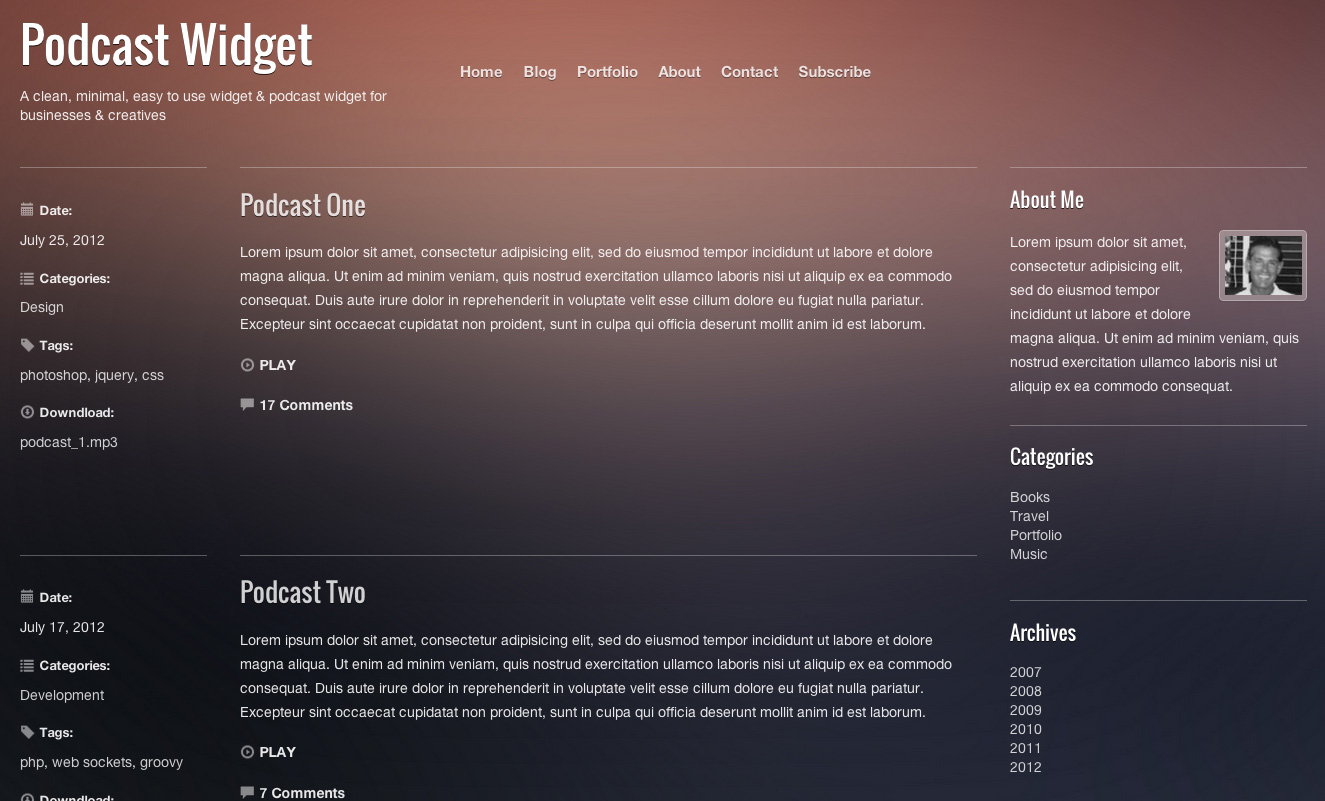 Podcast Widget
A clean, minimal, easy to use widget & podcast widget for
businesses & creatives
Home Blog Portfolio About Contact Subscribe
Date:
July 25, 2012
Categories:
Design
Tags:
photoshop, jquery, css
Downdload:
podcast_1.mp3
Podcast One
Lorem ipsum dolor sit amet, consectetur adipisicing elit, sed do eiusmod tempor incididunt ut labore et dolore
magna aliqua. Ut enim ad minim veniam, quis nostrud exercitation ullamco laboris nisi ut aliquip ex ea commodo
consequat. Duis aute irure dolor in reprehenderit in voluptate velit esse cillum dolore eu fugiat nulla pariatur.
Excepteur sint occaecat cupidatat non proident, sunt in culpa qui officia deserunt mollit anim id est laborum.
PLAY
17 Comments
Date:
July 17, 2012
Categories:
Development
Tags:
php, web sockets, groovy
Downdload:
Podcast Two
Lorem ipsum dolor sit amet, consectetur adipisicing elit, sed do eiusmod tempor incididunt ut labore et dolore
magna aliqua. Ut enim ad minim veniam, quis nostrud exercitation ullamco laboris nisi ut aliquip ex ea commodo
consequat. Duis aute irure dolor in reprehenderit in voluptate velit esse cillum dolore eu fugiat nulla pariatur.
Excepteur sint occaecat cupidatat non proident, sunt in culpa qui officia deserunt mollit anim id est laborum.
PLAY
7 Comments
About Me
Lorem ipsum dolor sit amet,
consectetur adipisicing elit,
sed do eiusmod tempor
incididunt ut labore et dolore
magna aliqua. Ut enim ad minim veniam, quis
nostrud exercitation ullamco laboris nisi ut
aliquip ex ea commodo consequat.
Categories
Books
Travel
Portfolio
Music
Archives
2007
2008
2009
2010
2011
2012